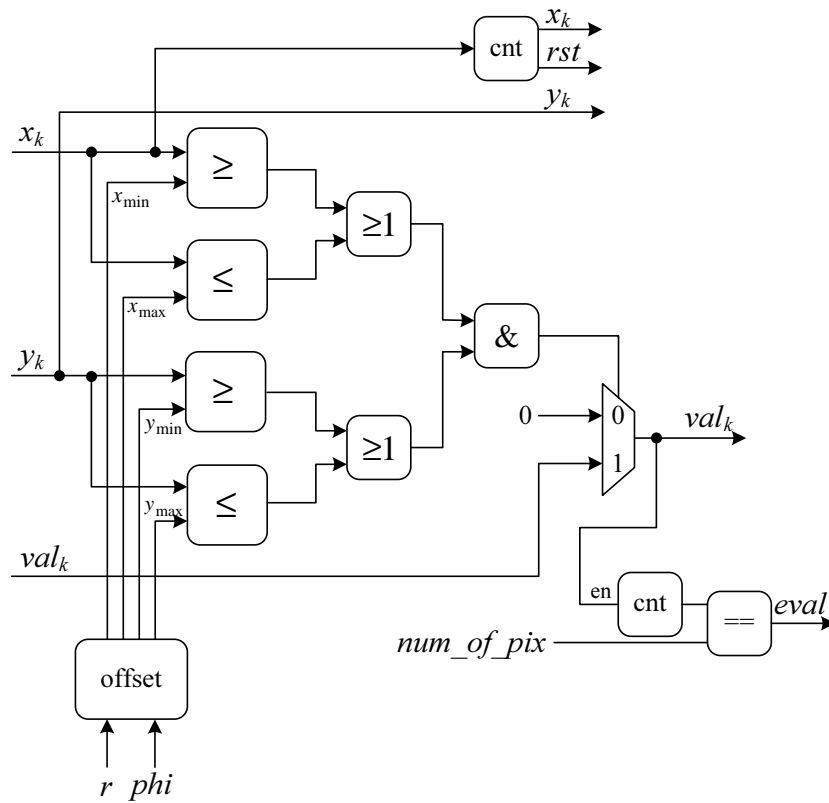 x_k
cnt
rst
y_k
x_k
≥
x_min
≥1
≤
x_max
&
y_k
≥
y_min
0
0
val_k
≥1
1
≤
y_max
val_k
en
cnt
==
eval
num_of_pix
offset
r phi